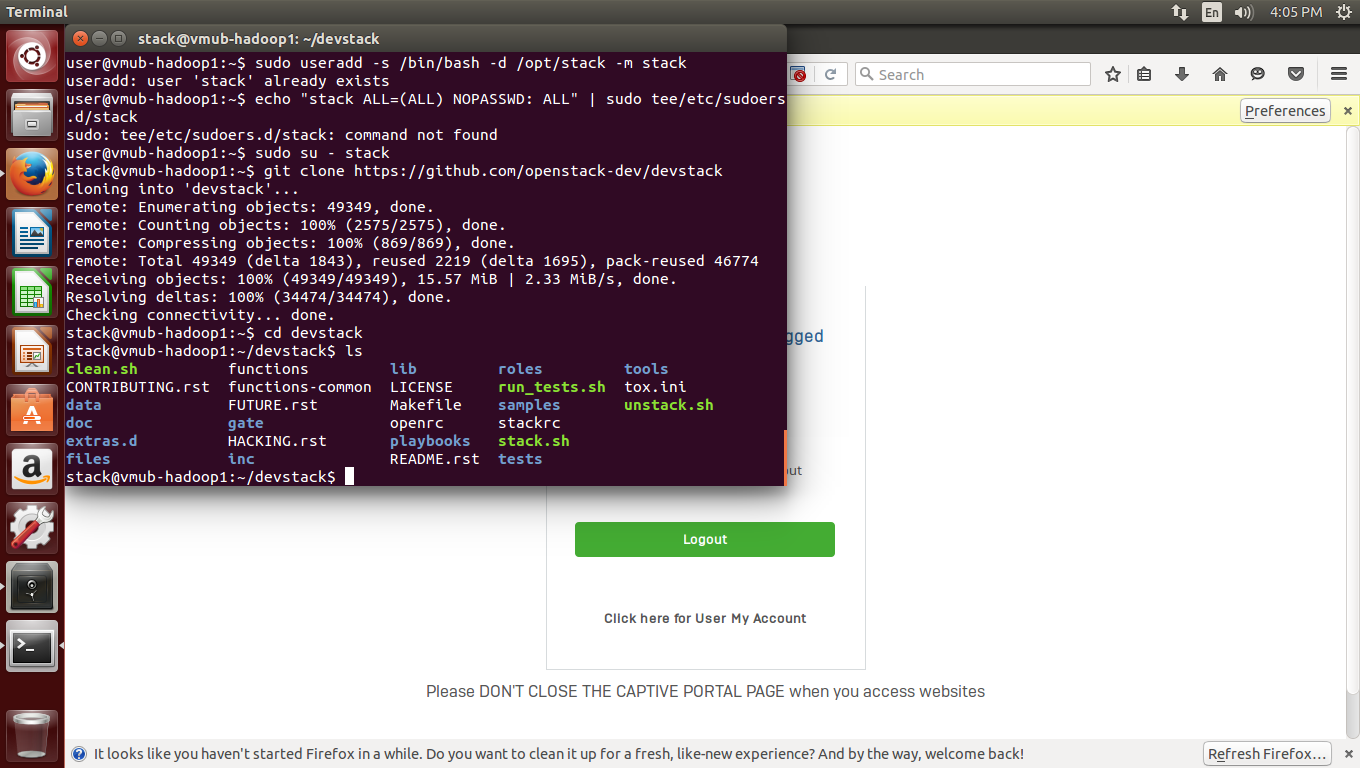 Terminal
En
4:05 PM
stack@vmub-hadoop1: ~/devstack
user@vmub-hadoop1:~$ sudo useradd -s /bin/bash -d /opt/stack -m stack
useradd: user 'stack' already exists
user@vmub-hadoop1:~$ echo "stack ALL=(ALL) NOPASSWD: ALL" | sudo tee/etc/sudoers
.d/stack
sudo: tee/etc/sudoers.d/stack: command not found
user@vmub-hadoop1:~$ sudo su - stack
stack@vmub-hadoop1:~$ git clone https://github.com/openstack-dev/devstack
Cloning into 'devstack'...
remote: Enumerating objects: 49349, done.
remote: Counting objects: 100% (2575/2575), done.
remote: Compressing objects: 100% (869/869), done.
remote: Total 49349 (delta 1843), reused 2219 (delta 1695), pack-reused 46774
Receiving objects: 100% (49349/49349), 15.57 MiB | 2.33 MiB/s, done.
Resolving deltas: 100% (34474/34474), done.
Checking connectivity... done.
stack@vmub-hadoop1:~$ cd devstack
stack@vmub-hadoop1:~/devstack$ ls
clean.sh functions lib roles tools
CONTRIBUTING.rst functions-common LICENSE run_tests.sh tox.ini
data FUTURE.rst Makefile samples unstack.sh
doc gate openrc stackrc
extras.d HACKING.rst playbooks stack.sh
files inc README.rst tests
stack@vmub-hadoop1:~/devstack$
Search
Preferences
gged
out
Logout
Click here for User My Account
Please DON'T CLOSE THE CAPTIVE PORTAL PAGE when you access websites
It looks like you haven't started Firefox in a while. Do you want to clean it up for a fresh, like-new experience? And by the way, welcome back!
Refresh Firefox...